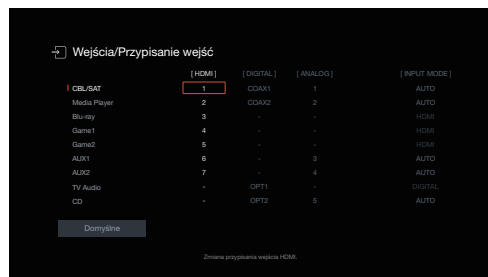 Wejścia/Przypisanie wejść
[ HDMI ] [ DIGITAL ] [ ANALOG ] [ INPUT MODE ]
CBL/SAT 1 COAX1 1 AUTO
Media Player 2 COAX2 2 AUTO
Blu-ray 3 - - HDMI
Game1 4 - - HDMI
Game2 5 - - HDMI
AUX1 6 - 3 AUTO
AUX2 7 - 4 AUTO
TV Audio - OPT1 - DIGITAL
CD - OPT2 5 AUTO
Domyślne
Zmiana przypisania wejścia HDMI.